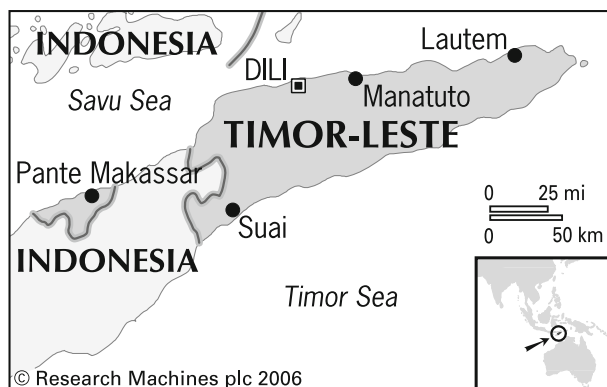 INDONESIA
Lautem
DILI
Savu Sea
Manatuto
TIMOR-LESTE
Pante Makassar
0 25 mi
0 50 km
Suai
INDONESIA
Timor Sea
© Research Machines plc 2006